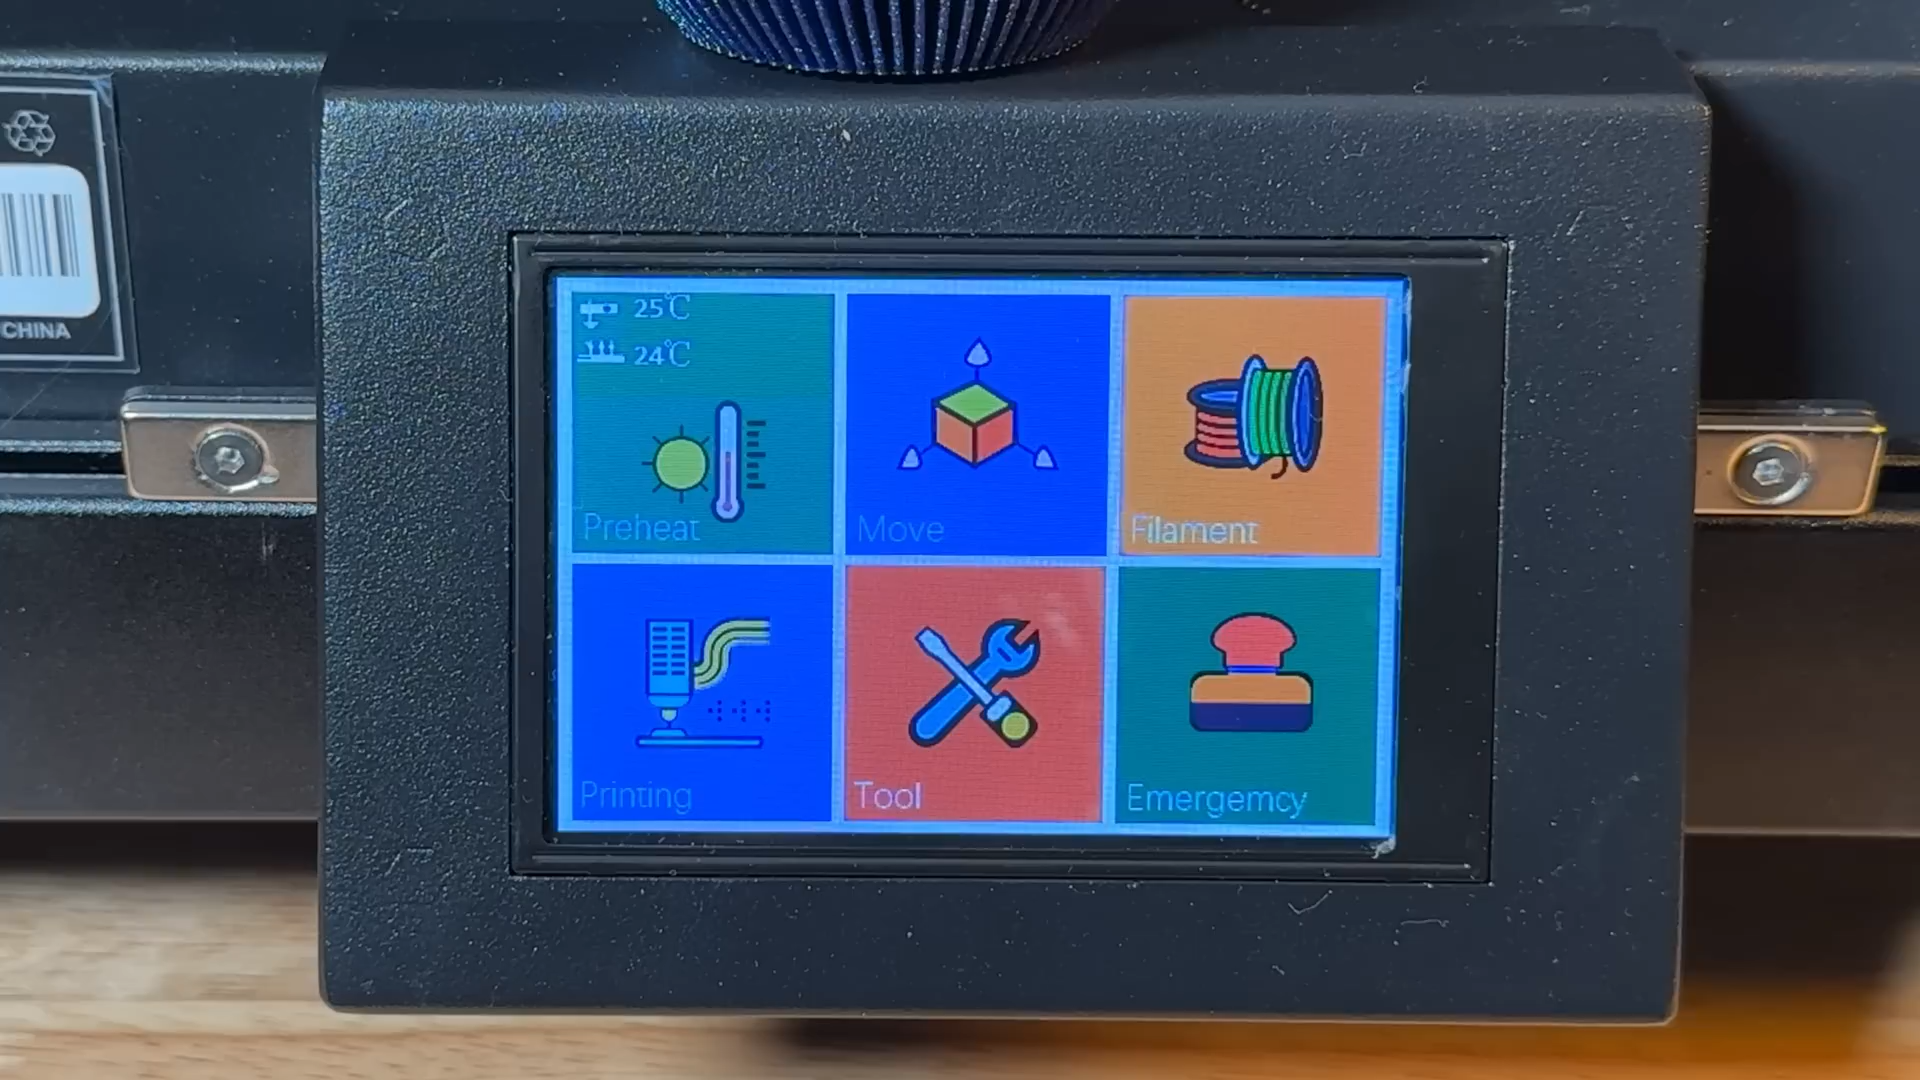 CHINA
25℃
24℃
Preheat
Move
Filament
Printing
Tool
Emergemcy